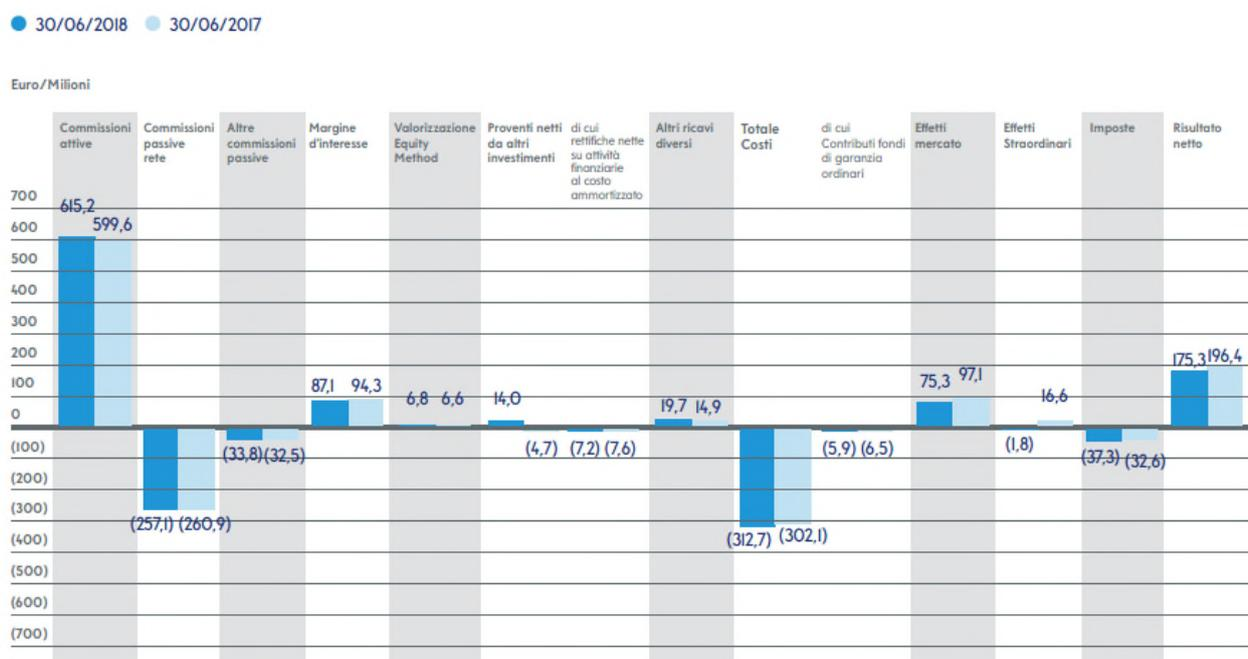 30/06/2018 30/06/2017
Euro/Milioni
Commissioni
attive
Commissioni
passive
rete
Altre
commissioni
passive
Margine
d'interesse
Valorizzazione
Equity
Method
Proventi netti
da altri
investimenti
di cui
rettifiche nette
su attività
finanziarie
al costo
ammortizzato
Altri ricavi
diversi
Totale
Costi
di cui
Contributi fondi
di garanzia
ordinari
Effetti
mercato
Effetti
Straordinari
Imposte
Risultato
netto
700
600
500
400
300
200
100
0
(100)
(200)
(300)
(400)
(500)
(600)
(700)
615,2
599,6
(257,1) (260,9)
(33,8) (32,5)
87,1 94,3
6,8 6,6
14,0
(4,7)
(7,2) (7,6)
19,7 14,9
(312,7) (302,1)
(5,9) (6,5)
75,3 97,1
(1,8)
16,6
(37,3) (32,6)
175,3 196,4